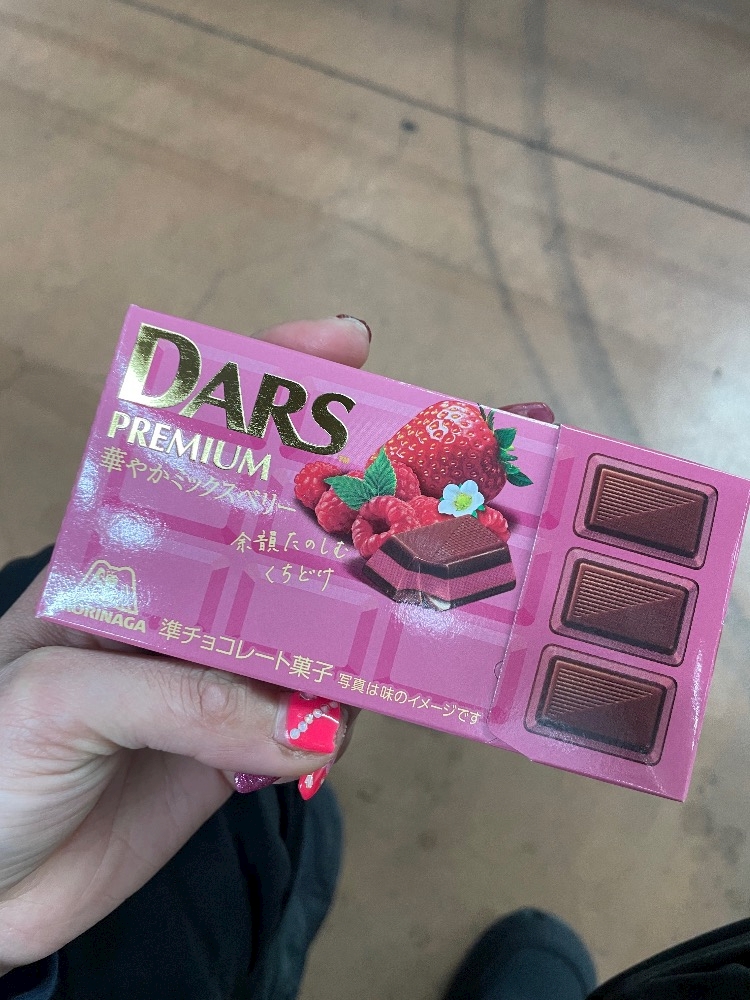 DARS
PREMIUM
華やかミックスベリー
余韻たのしむ
くちどけ
MORINAGA
準チョコレート菓子 写真は味のイメージです